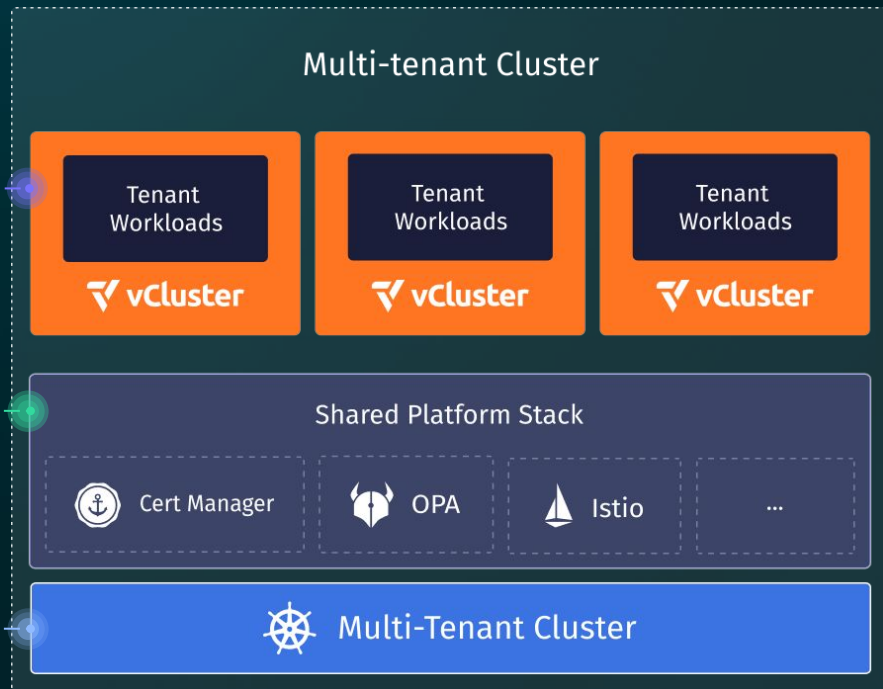 Multi-tenant Cluster
Tenant
Workloads
vCluster
Tenant
Workloads
vCluster
Tenant
Workloads
vCluster
Shared Platform Stack
Cert Manager
OPA
Istio
...
Multi-Tenant Cluster